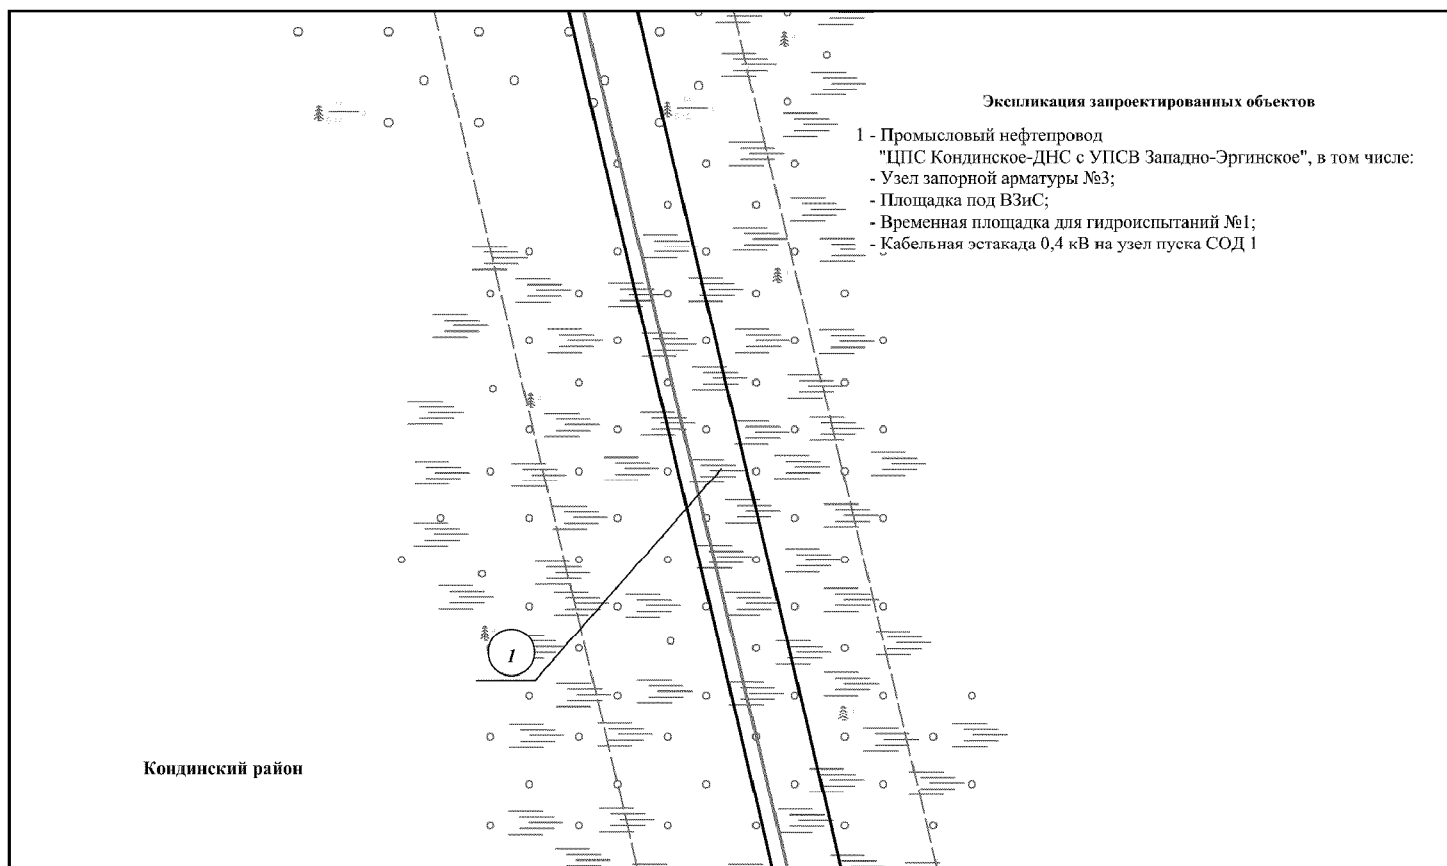 Экспликация запроектированных объектов
1 - Промысловый нефтепровод
"ЦПС Кондинское-ДНС с УПСВ Западно-Эргинское", в том числе:
- Узел запорной арматуры №3;
- Площадка под ВЗиС;
- Временная площадка для гидроиспытаний №1;
- Кабельная эстакада 0,4 кВ на узел пуска СОД 1
1
Кондинский район